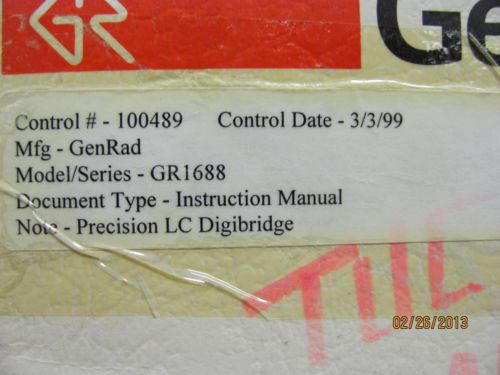 GR
Ge
Control # - 100489 Control Date - 3/3/99
Mfg - GenRad
Model/Series - GR1688
Document Type - Instruction Manual
Note - Precision LC Digibridge
02/26/2013